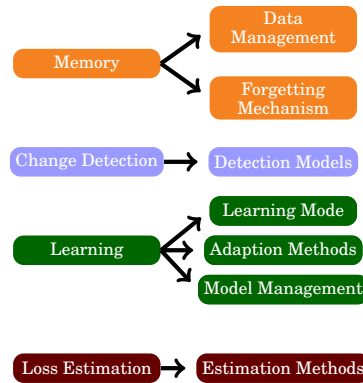 Data
Management
Memory
Forgetting
Mechanism
Change Detection
Detection Models
Learning Mode
Learning
Adaption Methods
Model Management
Loss Estimation
Estimation Methods